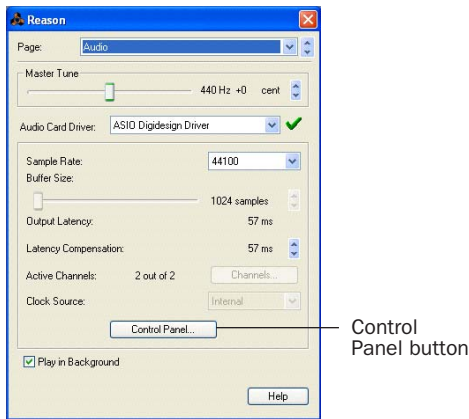 Reason
Page: Audio
Master Tune
440 Hz +0 cent
Audio Card Driver: ASIO Digidesign Driver
Sample Rate: 44100
Buffer Size:
1024 samples
Output Latency: 57 ms
Latency Compensation: 57 ms
Active Channels: 2 out of 2 Channels...
Clock Source: Internal
Control Panel...
Control
Panel button
Play in Background
Help